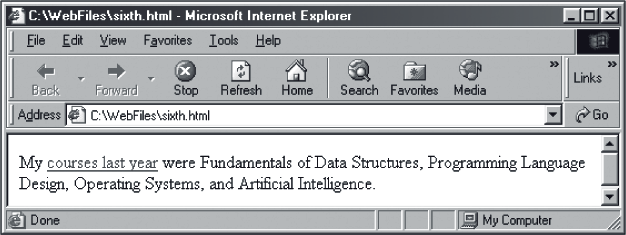 C:\WebFiles\sixth.html - Microsoft Internet Explorer
File Edit View Favorites Tools Help
Back Forward Stop Refresh Home Search Favorites Media » Links »
Address C:\WebFiles\sixth.html Go
My courses last year were Fundamentals of Data Structures, Programming Language
Design, Operating Systems, and Artificial Intelligence.
Done My Computer